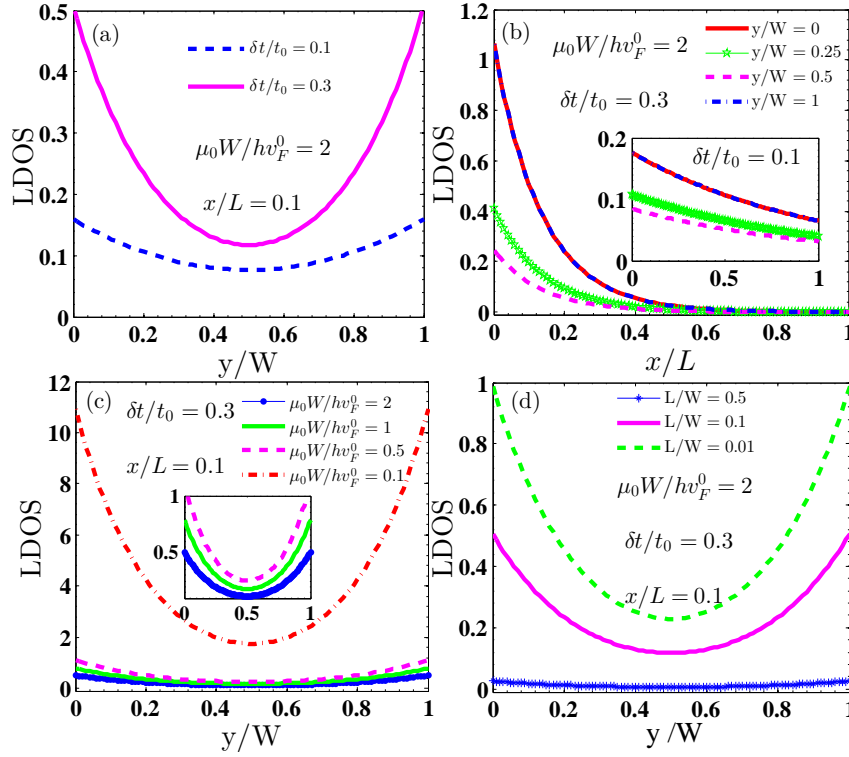 (a)
δt/t₀ = 0.1
δt/t₀ = 0.3
μ₀W/hv⁰_F = 2
x/L = 0.1
LDOS
0.5
0.4
0.3
0.2
0.1
0
0 0.2 0.4 0.6 0.8 1
y/W
(b)
μ₀W/hv⁰_F = 2
δt/t₀ = 0.3
y/W = 0
y/W = 0.25
y/W = 0.5
y/W = 1
δt/t₀ = 0.1
0.2
0.1
0
0 0.5 1
LDOS
1.2
1
0.8
0.6
0.4
0.2
0
0 0.2 0.4 0.6 0.8 1
x/L
(c)
δt/t₀ = 0.3
x/L = 0.1
μ₀W/hv⁰_F = 2
μ₀W/hv⁰_F = 1
μ₀W/hv⁰_F = 0.5
μ₀W/hv⁰_F = 0.1
1
0.5
0 0.5 1
LDOS
12
10
8
6
4
2
0
0 0.2 0.4 0.6 0.8 1
y/W
(d)
L/W = 0.5
L/W = 0.1
L/W = 0.01
μ₀W/hv⁰_F = 2
δt/t₀ = 0.3
x/L = 0.1
LDOS
1
0.8
0.6
0.4
0.2
0
0 0.2 0.4 0.6 0.8 1
y/W